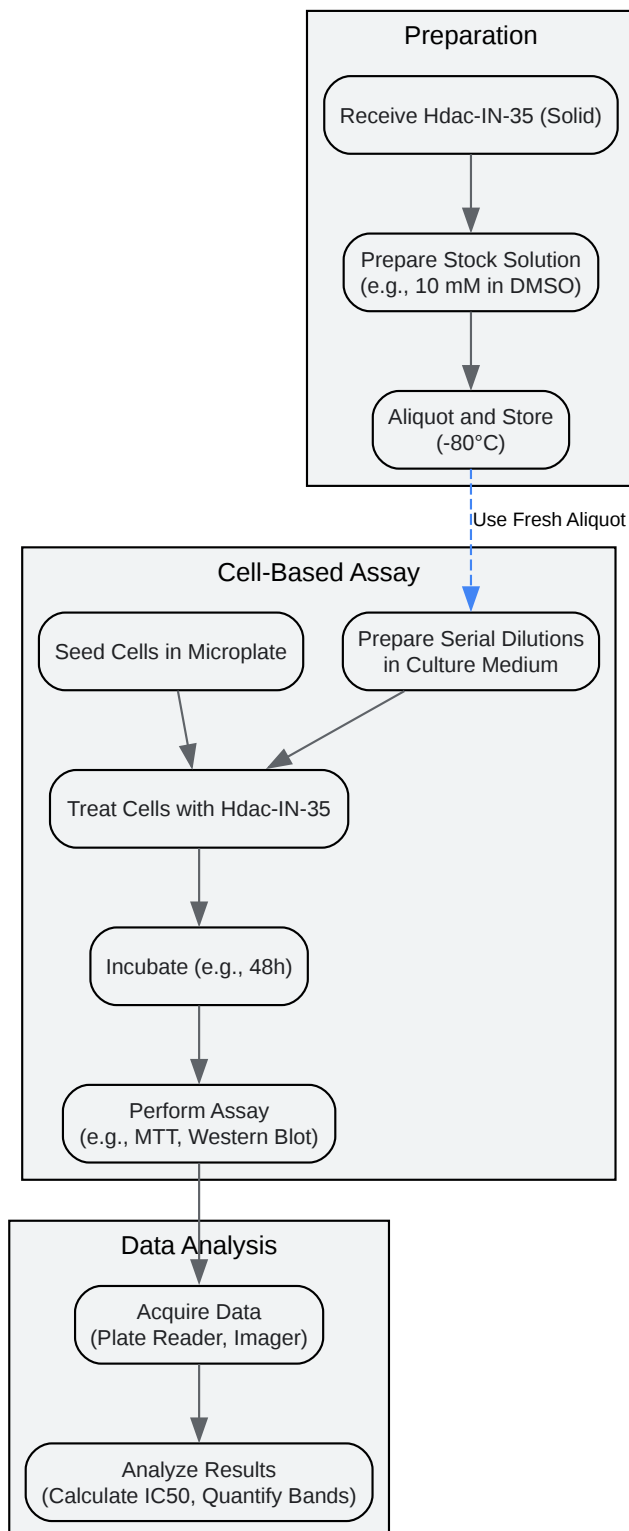 Preparation
Receive Hdac-IN-35 (Solid)
Prepare Stock Solution
(e.g., 10 mM in DMSO)
Aliquot and Store
(-80°C)
Use Fresh Aliquot
Cell-Based Assay
Seed Cells in Microplate
Prepare Serial Dilutions
in Culture Medium
Treat Cells with Hdac-IN-35
Incubate (e.g., 48h)
Perform Assay
(e.g., MTT, Western Blot)
Data Analysis
Acquire Data
(Plate Reader, Imager)
Analyze Results
(Calculate IC50, Quantify Bands)